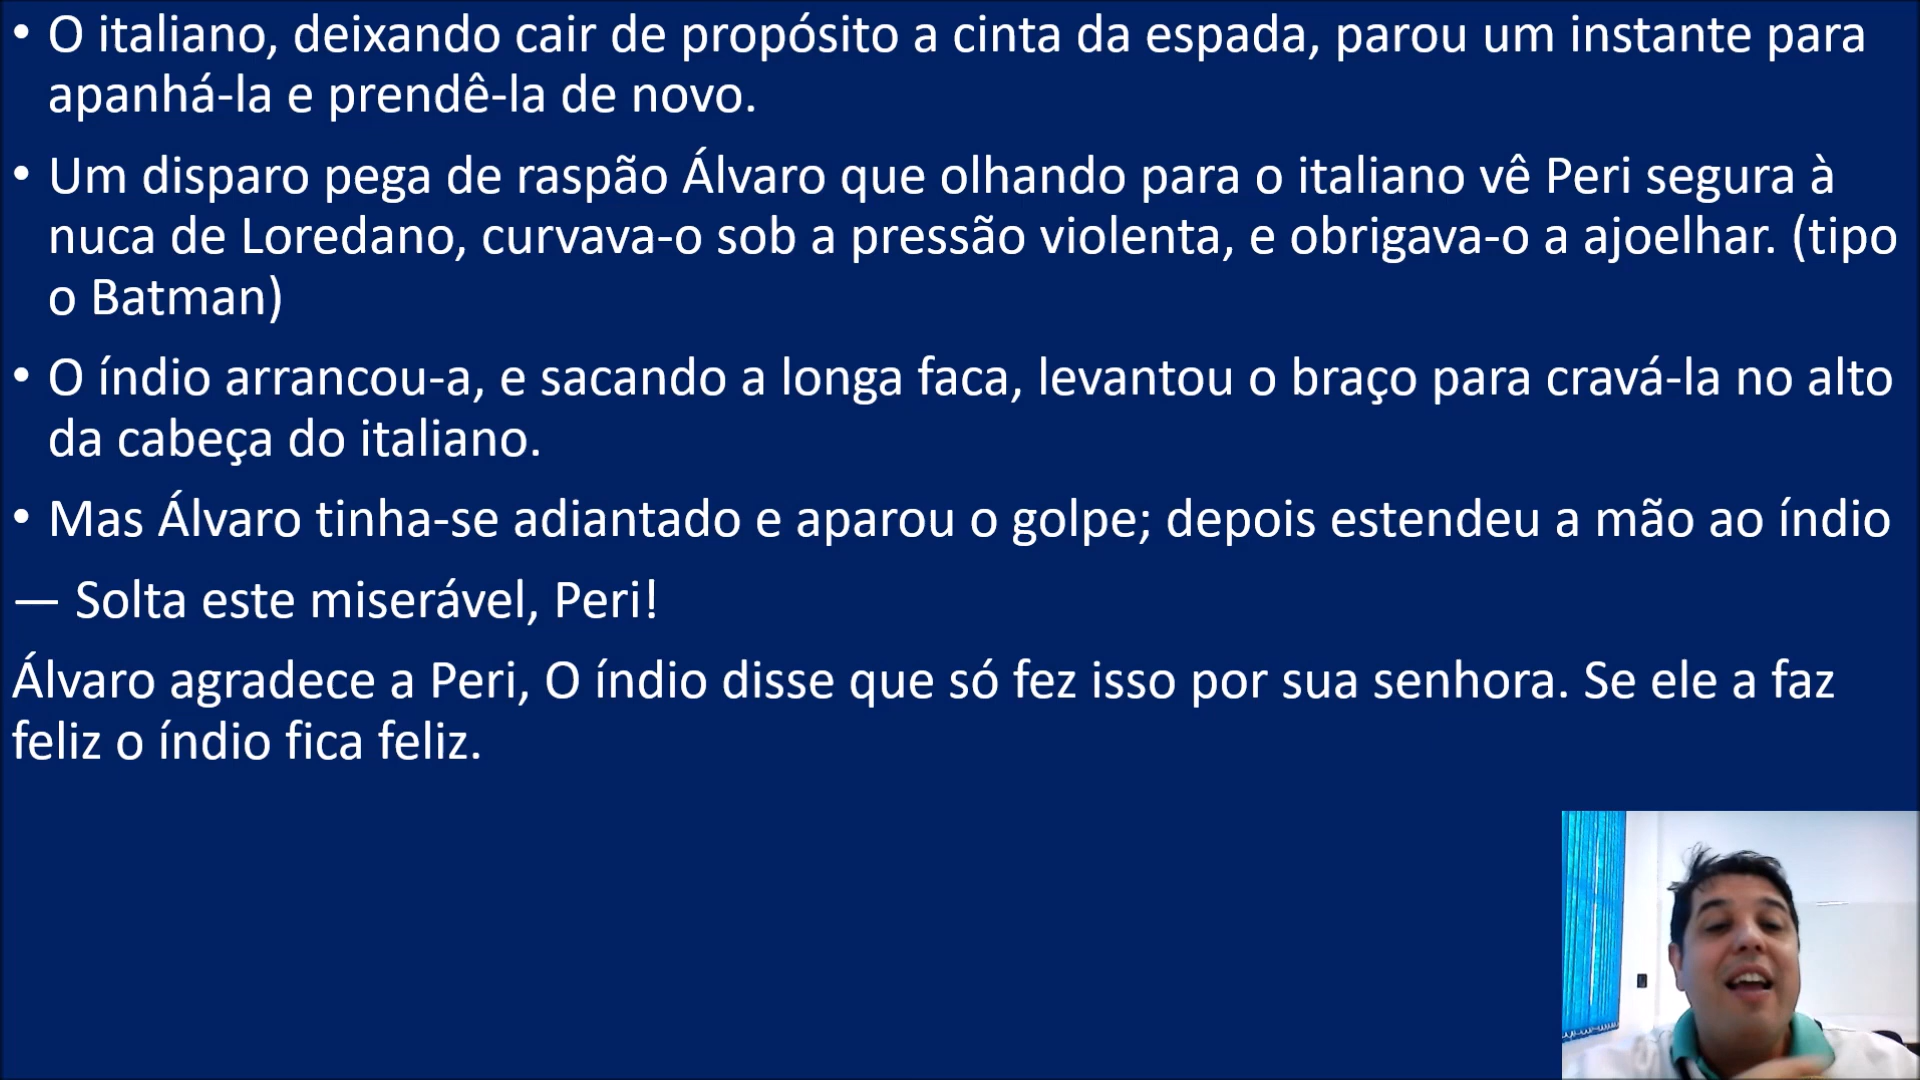 • O italiano, deixando cair de propósito a cinta da espada, parou um instante para
apanhá-la e prendê-la de novo.
• Um disparo pega de raspão Álvaro que olhando para o italiano vê Peri segura à
nuca de Loredano, curvava-o sob a pressão violenta, e obrigava-o a ajoelhar. (tipo
o Batman)
• O índio arrancou-a, e sacando a longa faca, levantou o braço para cravá-la no alto
da cabeça do italiano.
• Mas Álvaro tinha-se adiantado e aparou o golpe; depois estendeu a mão ao índio
— Solta este miserável, Peri!
Álvaro agradece a Peri, O índio disse que só fez isso por sua senhora. Se ele a faz
feliz o índio fica feliz.